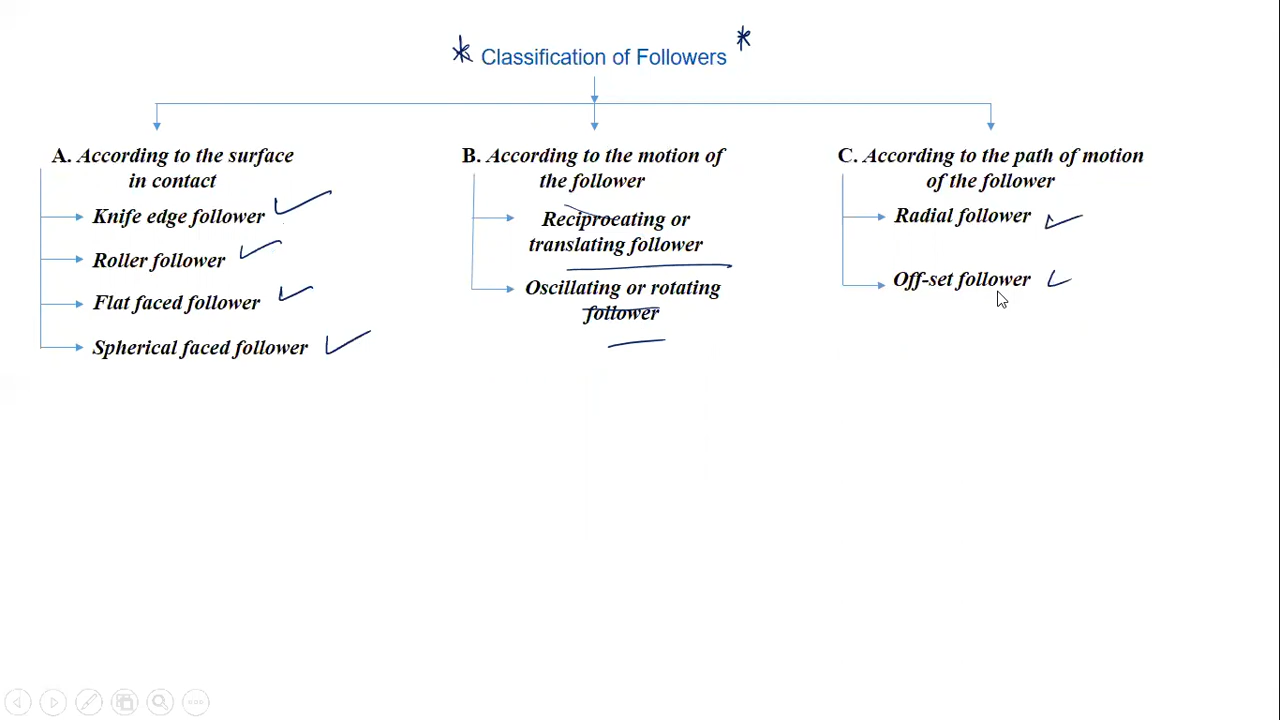 * Classification of Followers *
A. According to the surface
in contact
Knife edge follower
Roller follower
Flat faced follower
Spherical faced follower
B. According to the motion of
the follower
Reciprocating or
translating follower
Oscillating or rotating
follower
C. According to the path of motion
of the follower
Radial follower
Off-set follower